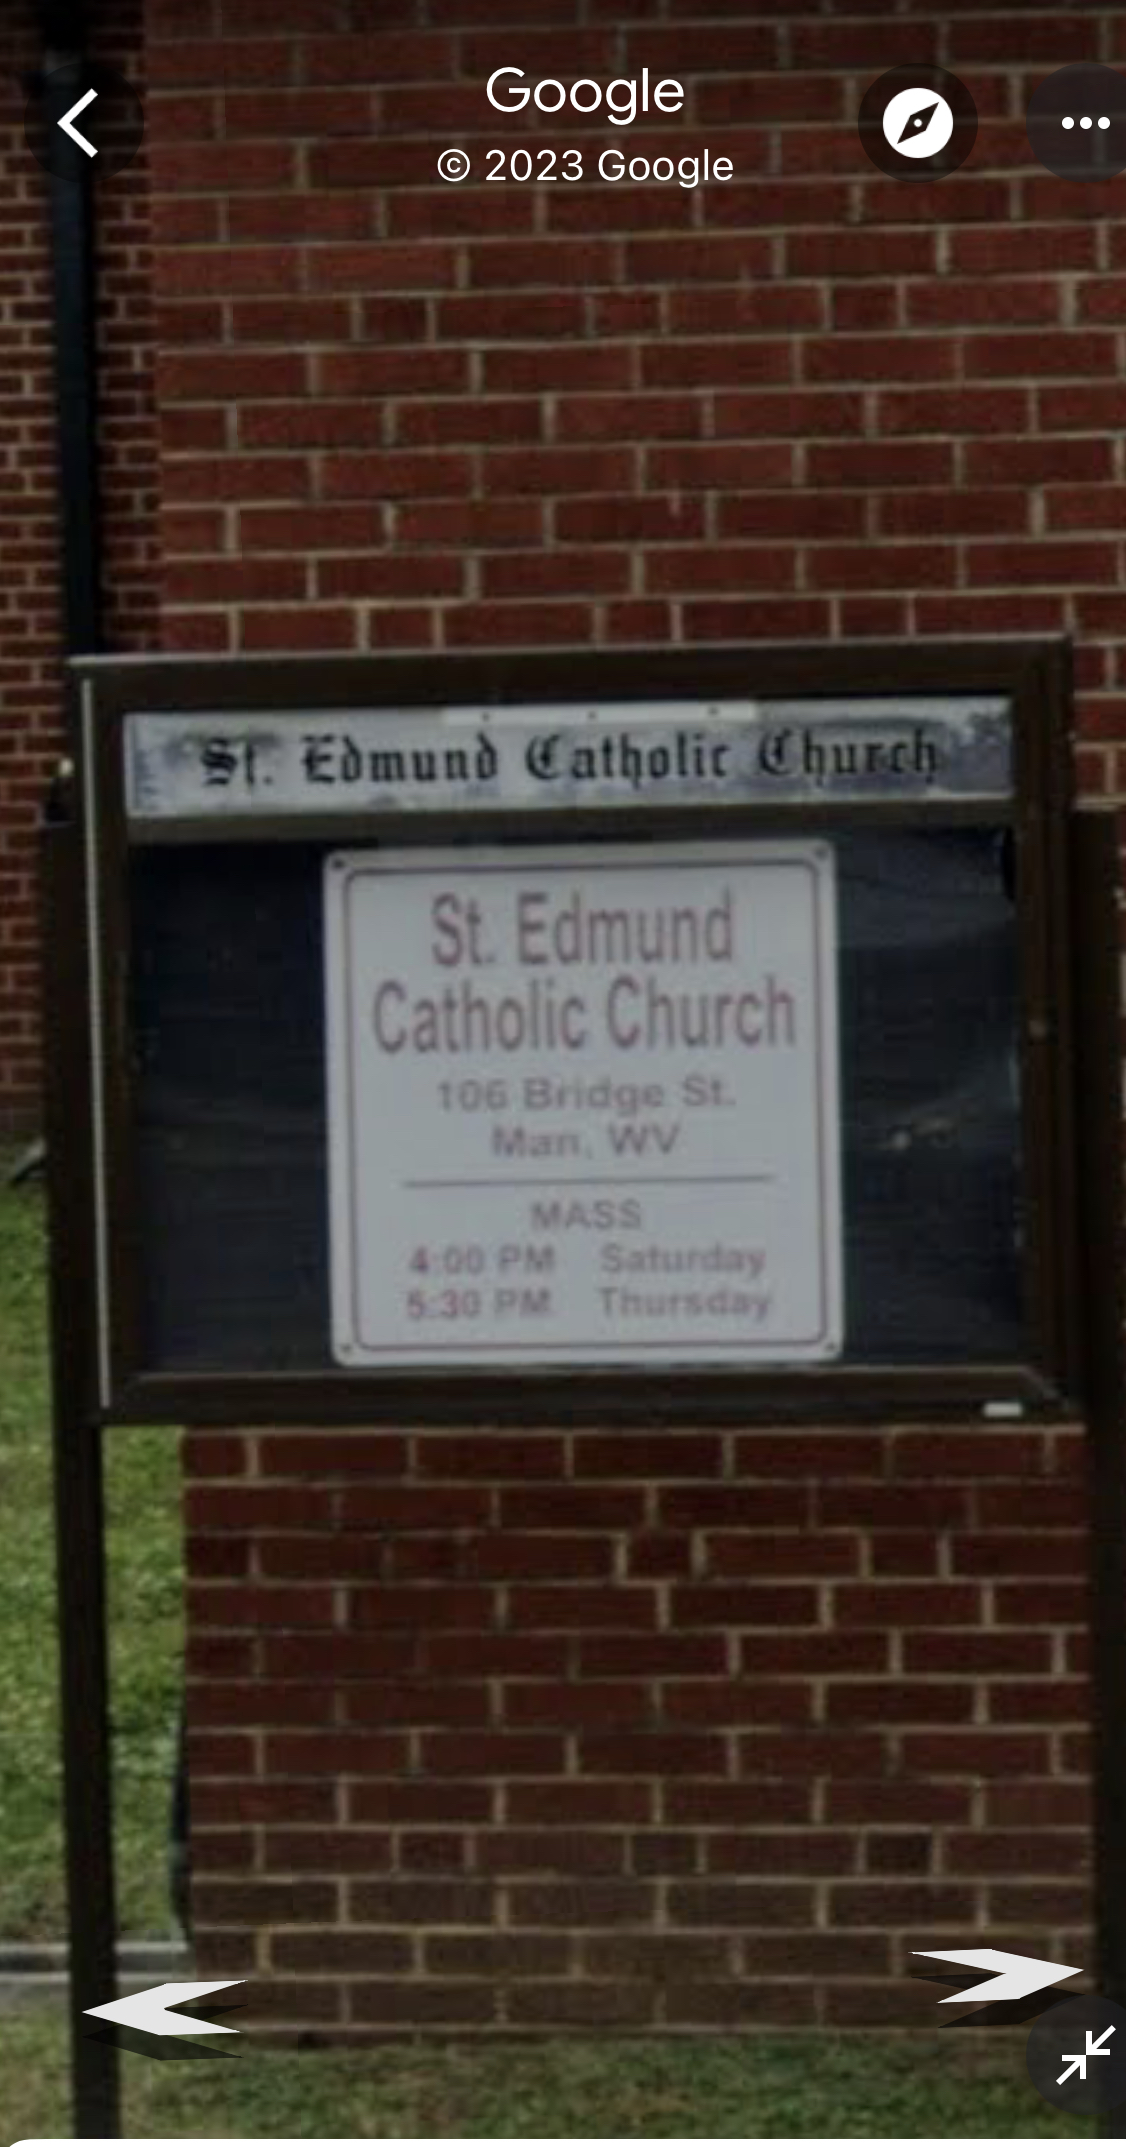 Google
© 2023 Google
St. Edmund Catholic Church
St. Edmund
Catholic Church
106 Bridge St.
Man, WV
MASS
4:00 PM Saturday
5:30 PM Thursday